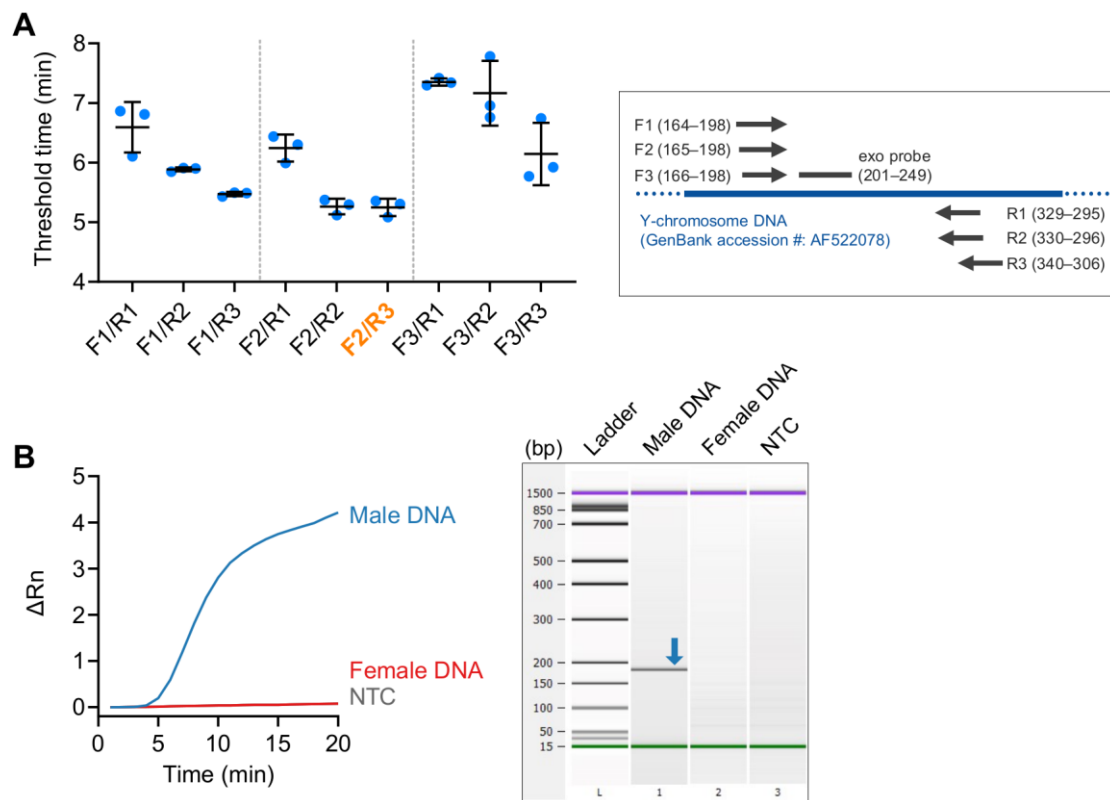 A
Threshold time (min)
8
7
6
5
4
F1/R1
F1/R2
F1/R3
F2/R1
F2/R2
F2/R3
F3/R1
F3/R2
F3/R3
F1 (164–198)
F2 (165–198)
F3 (166–198)
exo probe
(201–249)
Y-chromosome DNA
(GenBank accession #: AF522078)
R1 (329–295)
R2 (330–296)
R3 (340–306)
B
ΔRn
5
4
3
2
1
0
0
5
10
15
20
Time (min)
Male DNA
Female DNA
NTC
(bp)
Ladder
Male DNA
Female DNA
NTC
1500
850
700
500
400
300
200
150
100
50
15
L
1
2
3